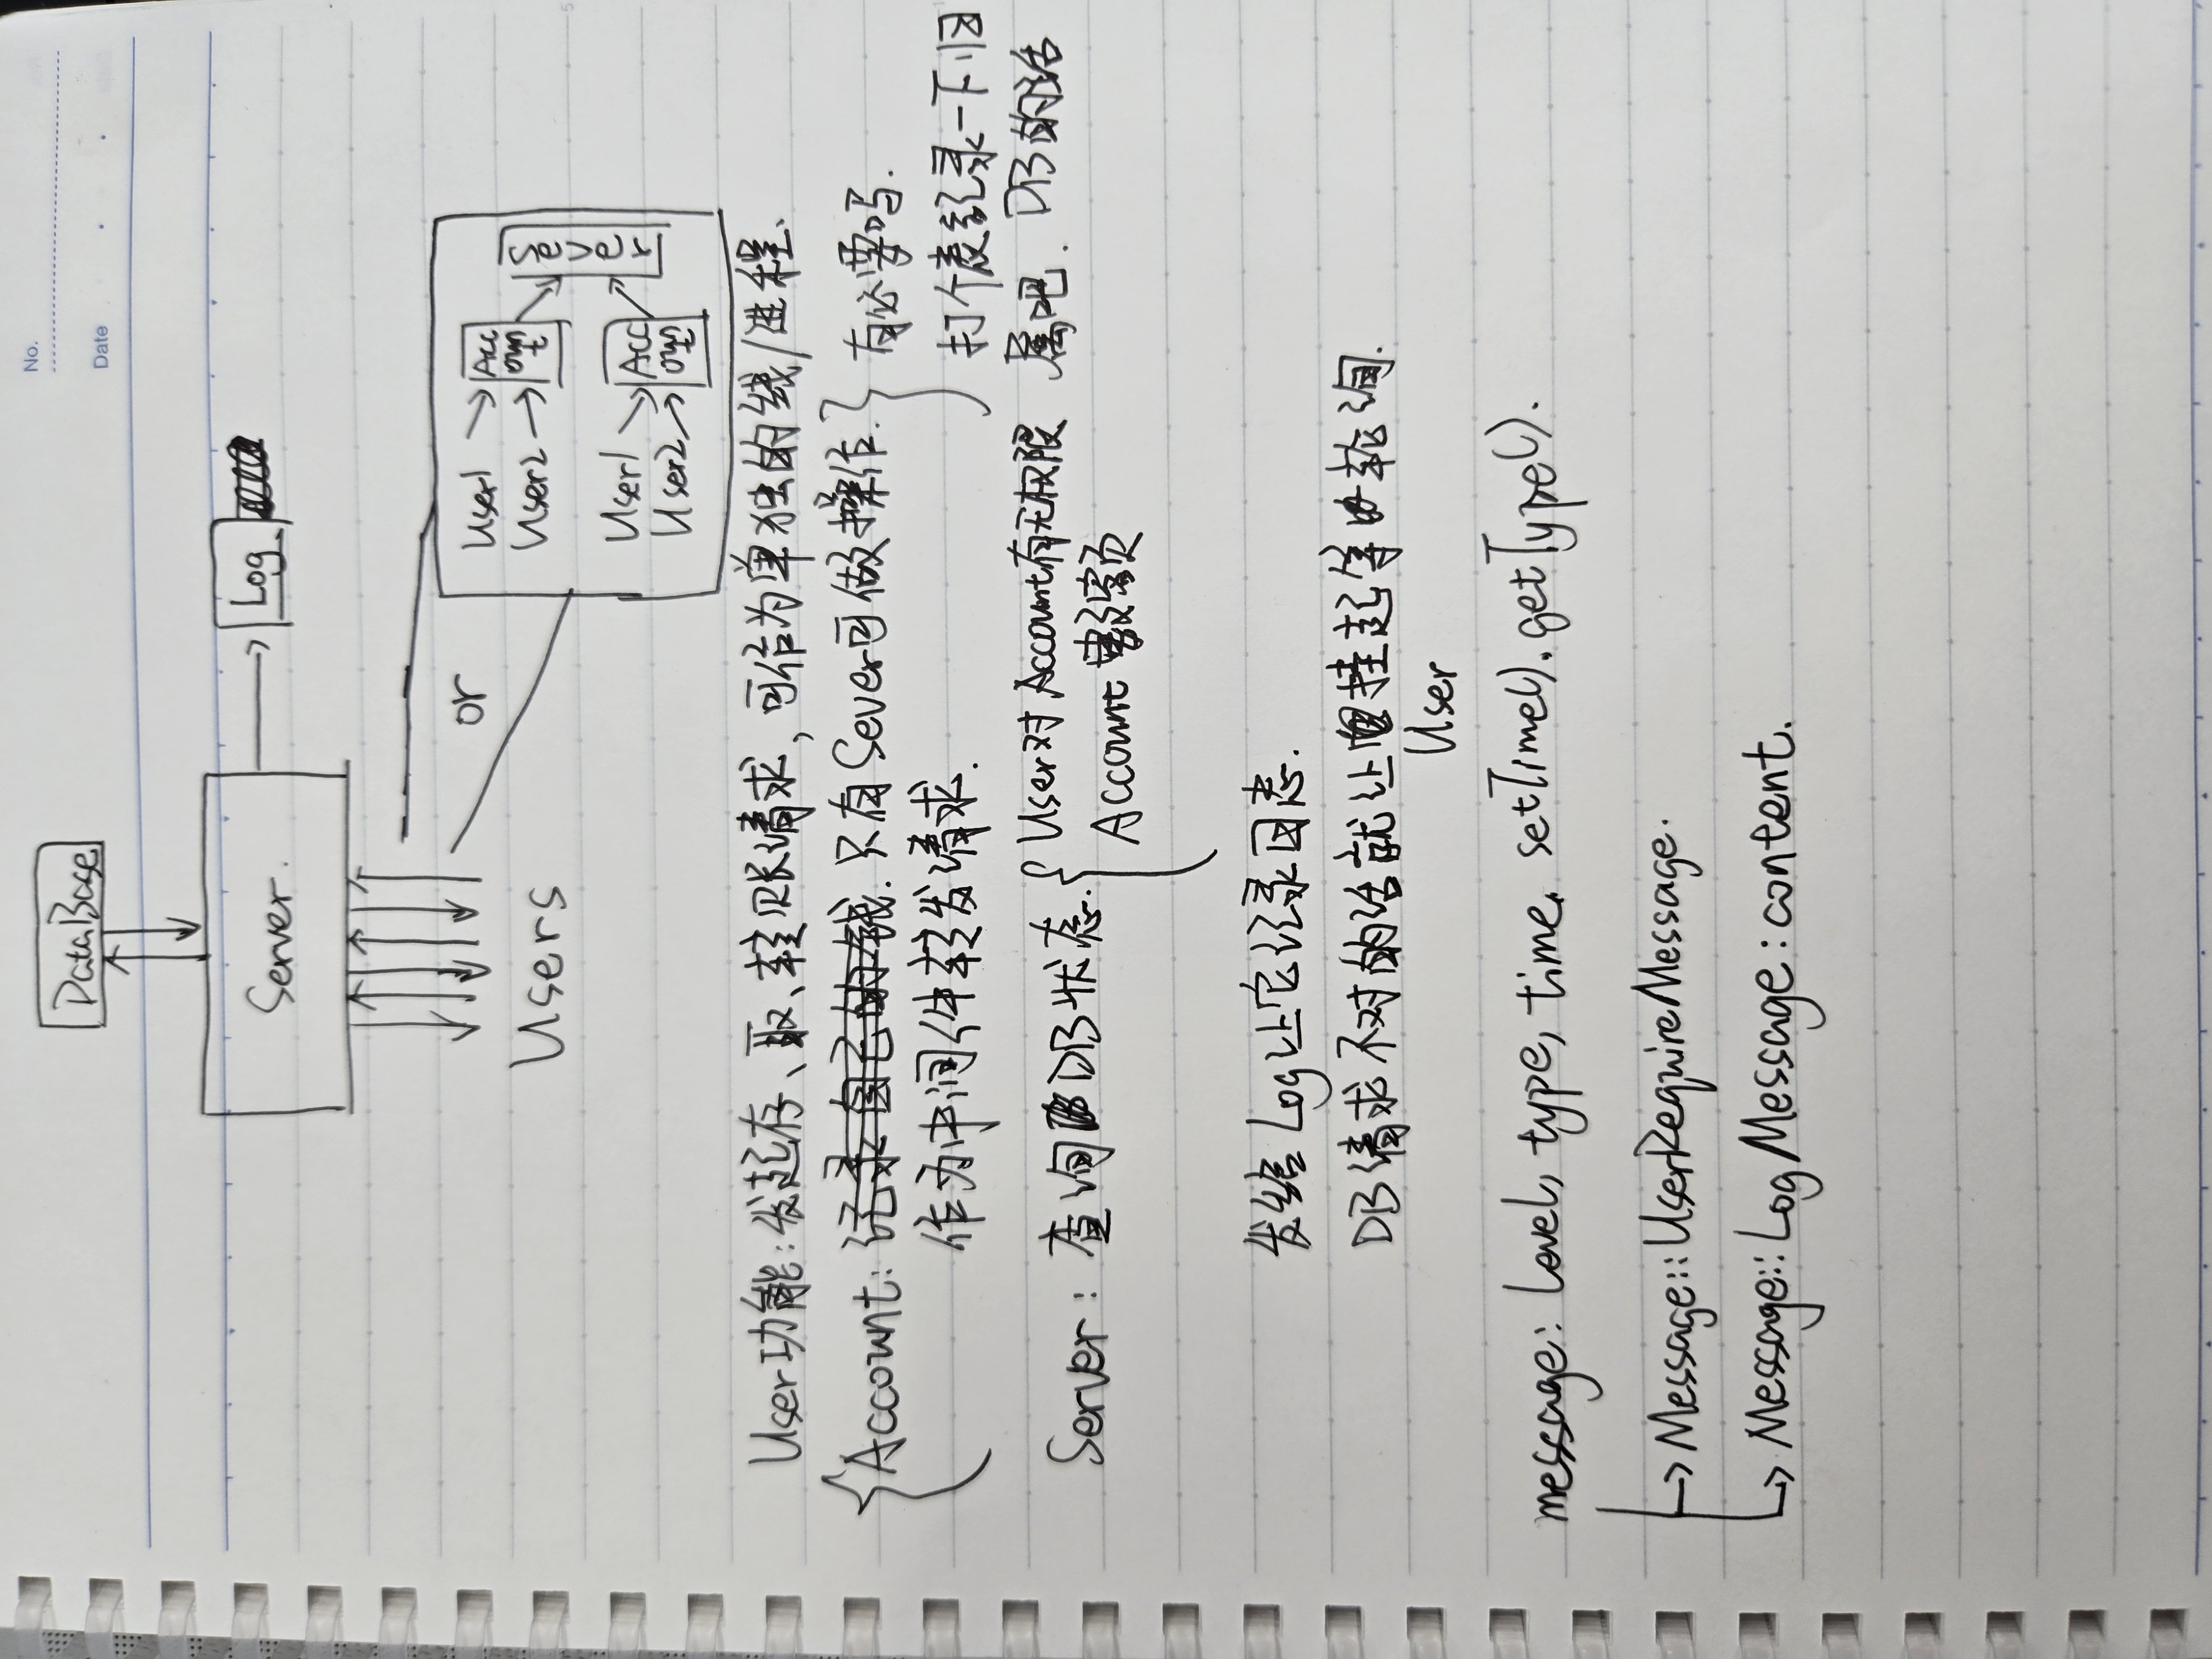 No.
Date
DataBase
Server.
Log
or
Users
User1
User2
Acc
oun
t
User1
User2
Acc
oun
t
Sever
User功能:发起存、取、转账请求,可作为单独的线/进程.
Account: 记录自己的钱. 只有Sever可做操作.
作为中间件转发请求.
有必要吗.
打个表记录一下归
属吧. DB的话
Server: 查询DB状态.
User对Account有无权限
Account数额
发给Log让它记录日志.
DB请求不对的话就让 挂起等 轮询.
User
message: level, type, time. setTime(). getType().
→ Message::UserRequireMessage.
→ Message::LogMessage: content.